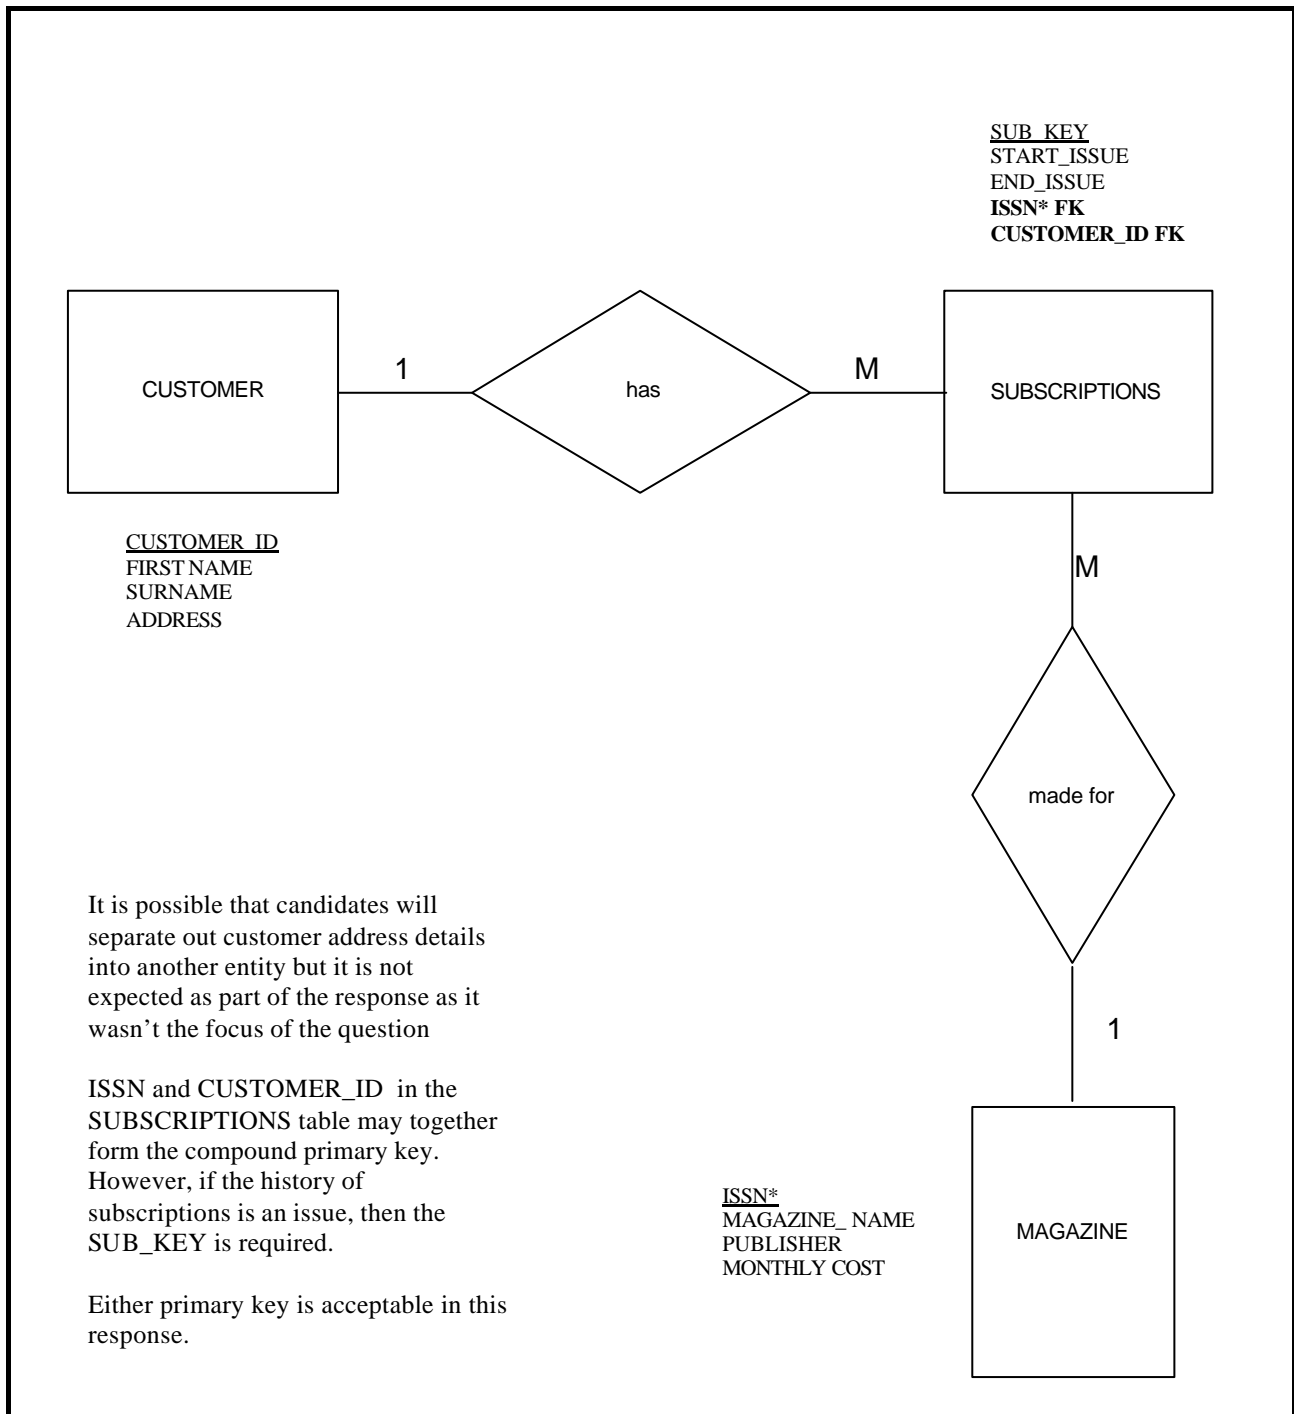 SUB_KEY
START_ISSUE
END_ISSUE
ISSN* FK
CUSTOMER_ID FK
CUSTOMER
1
has
M
SUBSCRIPTIONS
CUSTOMER_ID
FIRST NAME
SURNAME
ADDRESS
M
made for
It is possible that candidates will
separate out customer address details
into another entity but it is not
expected as part of the response as it
wasn't the focus of the question
1
ISSN and CUSTOMER_ID in the
SUBSCRIPTIONS table may together
form the compound primary key.
However, if the history of
subscriptions is an issue, then the
SUB_KEY is required.
Either primary key is acceptable in this
response.
ISSN*
MAGAZINE_ NAME
PUBLISHER
MONTHLY COST
MAGAZINE